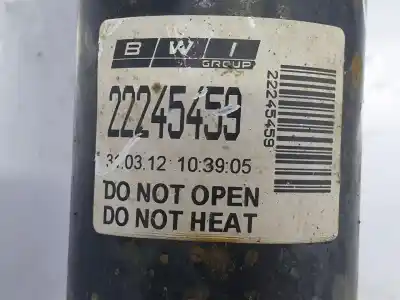 BWI
GROUP
22245459
31.03.12 10:39:05
DO NOT OPEN
DO NOT HEAT
22245459